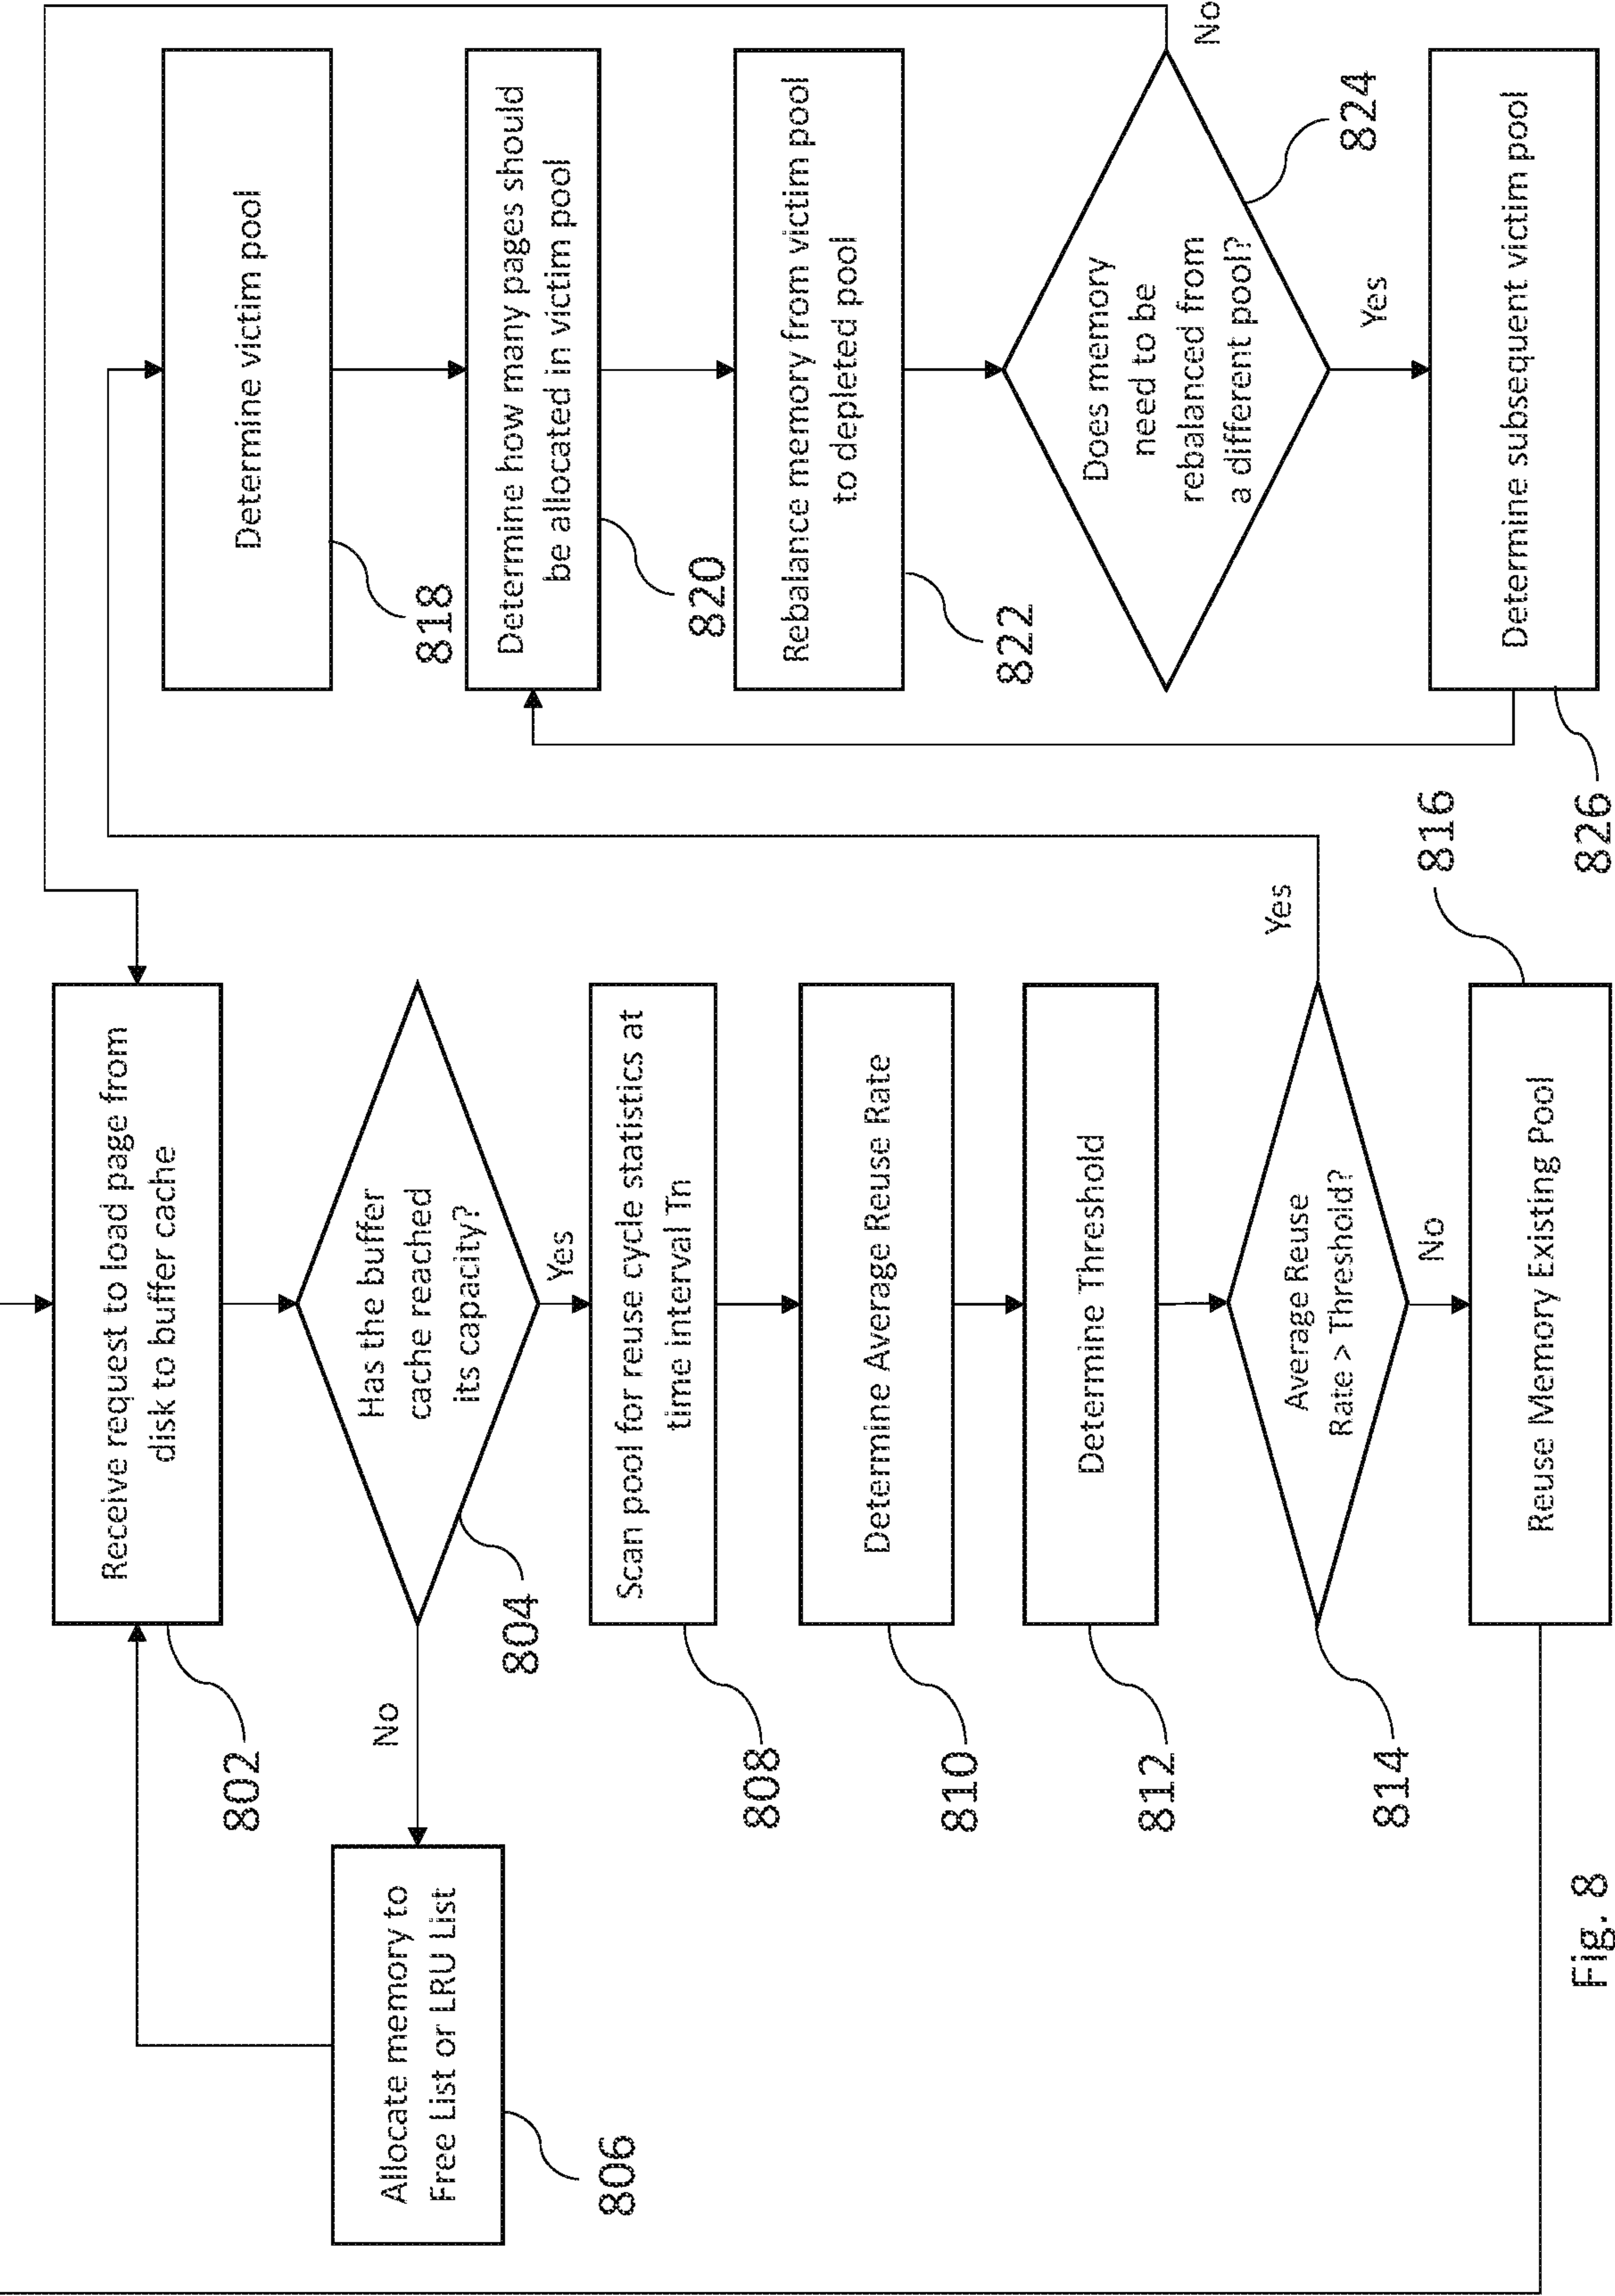 Receive request to load page from
disk to buffer cache
802
Has the buffer
cache reached
its capacity?
804
No
Allocate memory to
Free List or LRU List
806
Yes
Scan pool for reuse cycle statistics at
time interval Tn
808
Determine Average Reuse Rate
810
Determine Threshold
812
Average Reuse
Rate > Threshold?
814
Yes
No
Reuse Memory Existing Pool
816
Determine victim pool
818
Determine how many pages should
be allocated in victim pool
820
Rebalance memory from victim pool
to depleted pool
822
Does memory
need to be
rebalanced from
a different pool?
824
No
Yes
Determine subsequent victim pool
826
Fig. 8